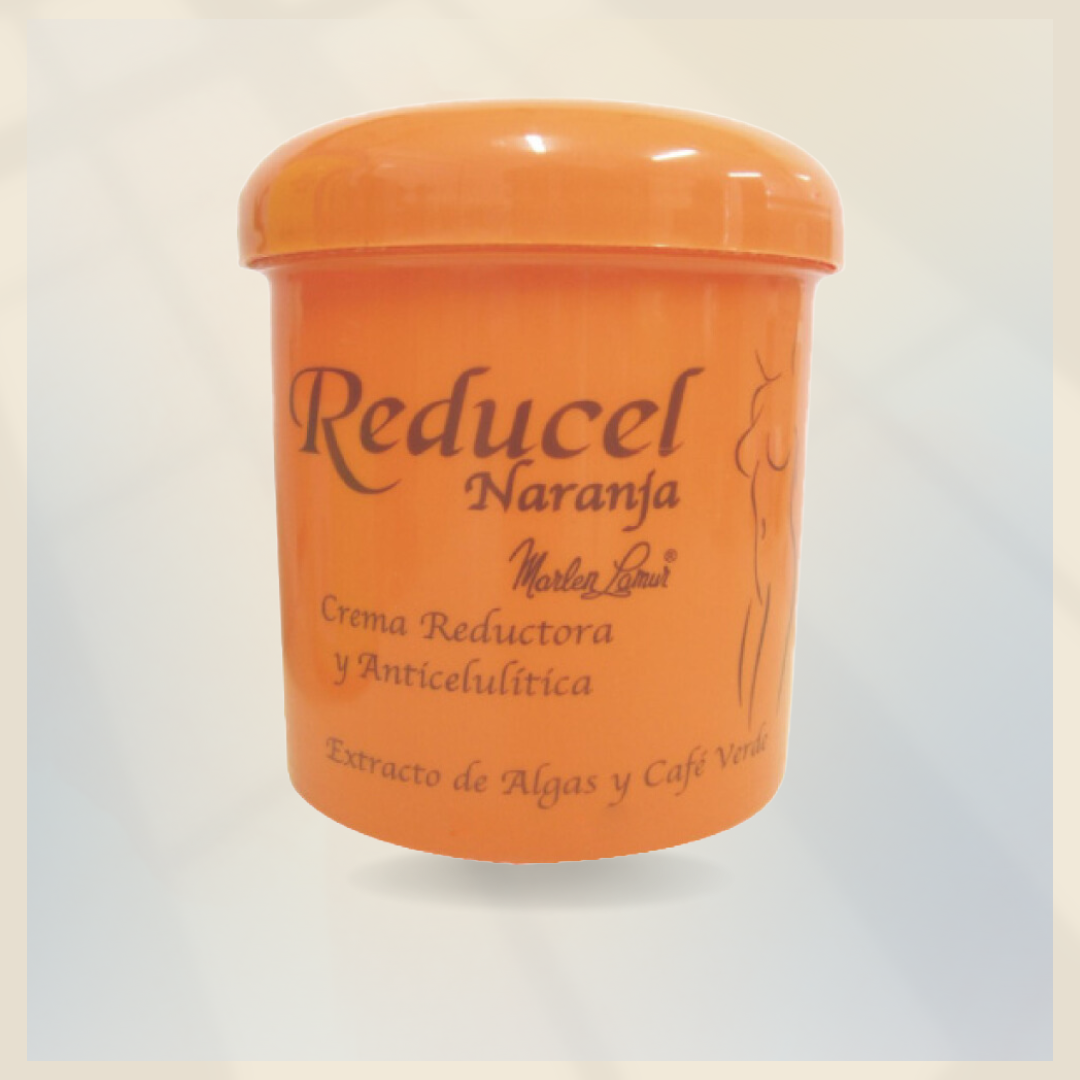 Reducel
Naranja
Marlen Lamur®
Crema Reductora
y Anticelulítica
Extracto de Algas y Café Verde